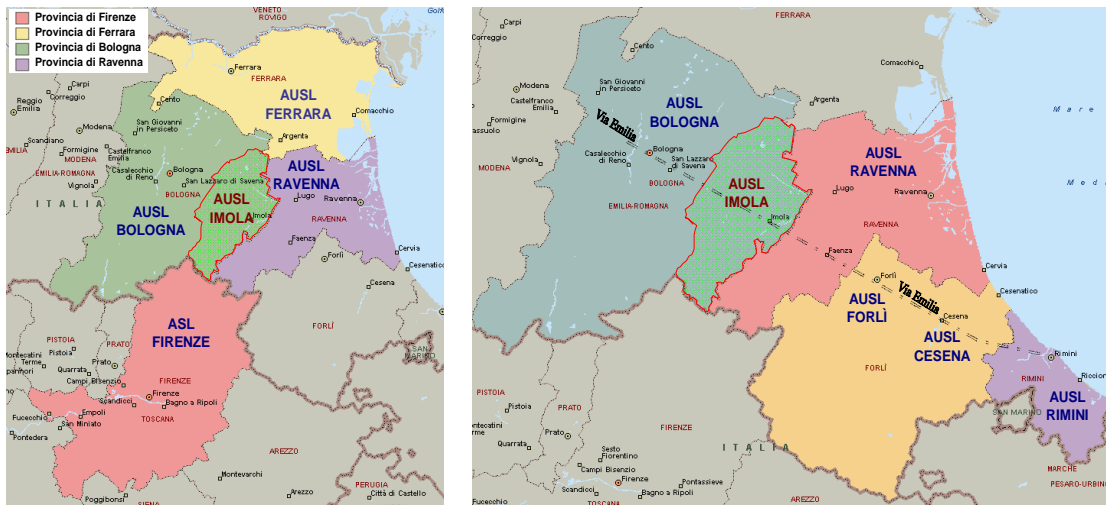 Provincia di Firenze
Provincia di Ferrara
Provincia di Bologna
Provincia di Ravenna
VENETO
ROVIGO
Ferrara
FERRARA
AUSL
FERRARA
Carpi
Correggio
Reggio
Emilia
Cento
Comacchio
San Giovanni
in Persiceto
Modena
Argenta
Scandiano
Formigine
Castelfranco
Emilia
MODENA
EMILIA-ROMAGNA
Vignola
Casalecchio
di Reno
Bologna
San Lazzaro di Savena
BOLOGNA
ITALIA
AUSL
BOLOGNA
AUSL
IMOLA
Imola
AUSL
RAVENNA
Lugo
Ravenna
RAVENNA
Faenza
Forlì
Cervia
Cesenatico
Cesena
FORLÌ
SAN
MARINO
ASL
FIRENZE
PISTOIA
Pistoia
PRATO
Montecatini
Terme
Prato
Quarrata
Campi Bisenzio
FIRENZE
Firenze
Scandicci
Bagno a Ripoli
Empoli
Fucecchio
San Miniato
TOSCANA
Pontedera
AREZZO
Montevarchi
Poggibonsi
SIENA
Arezzo
PERUGIA
Città di Castello
Carpi
Correggio
FERRARA
Cento
Comacchio
San Giovanni
in Persiceto
Modena
Castelfranco
Emilia
Formigine
Argenta
AUSL
BOLOGNA
Via Emilia
MODENA
Vignola
Casalecchio
di Reno
Bologna
San Lazzaro
di Savena
BOLOGNA
EMILIA-ROMAGNA
AUSL
IMOLA
Imola
AUSL
RAVENNA
Lugo
Ravenna
RAVENNA
Faenza
Mare
Med
Cervia
Cesenatico
Forlì
AUSL
FORLÌ
Via Emilia
Cesena
AUSL
CESENA
FORLÌ
Rimini
RIMINI
SAN MARINO
AUSL
RIMINI
MARCHE
PESARO-URBINO
PISTOIA
Pistoia
PRATO
Prato
Quarrata
FIRENZE
ITALIA
Sesto
Fiorentino
Campi Bisenzio
Firenze
Pontassieve
Scandicci
Bagno a Ripoli
Fucecchio
TOSCANA
AREZZO